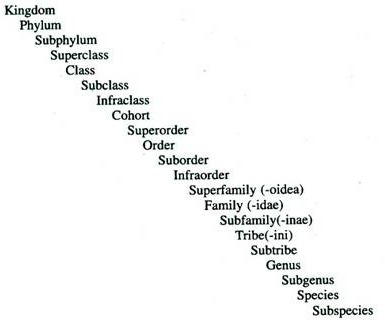 Kingdom
Phylum
Subphylum
Superclass
Class
Subclass
Infraclass
Cohort
Superorder
Order
Suborder
Infraorder
Superfamily (-oidea)
Family (-idae)
Subfamily(-inae)
Tribe(-ini)
Subtribe
Genus
Subgenus
Species
Subspecies